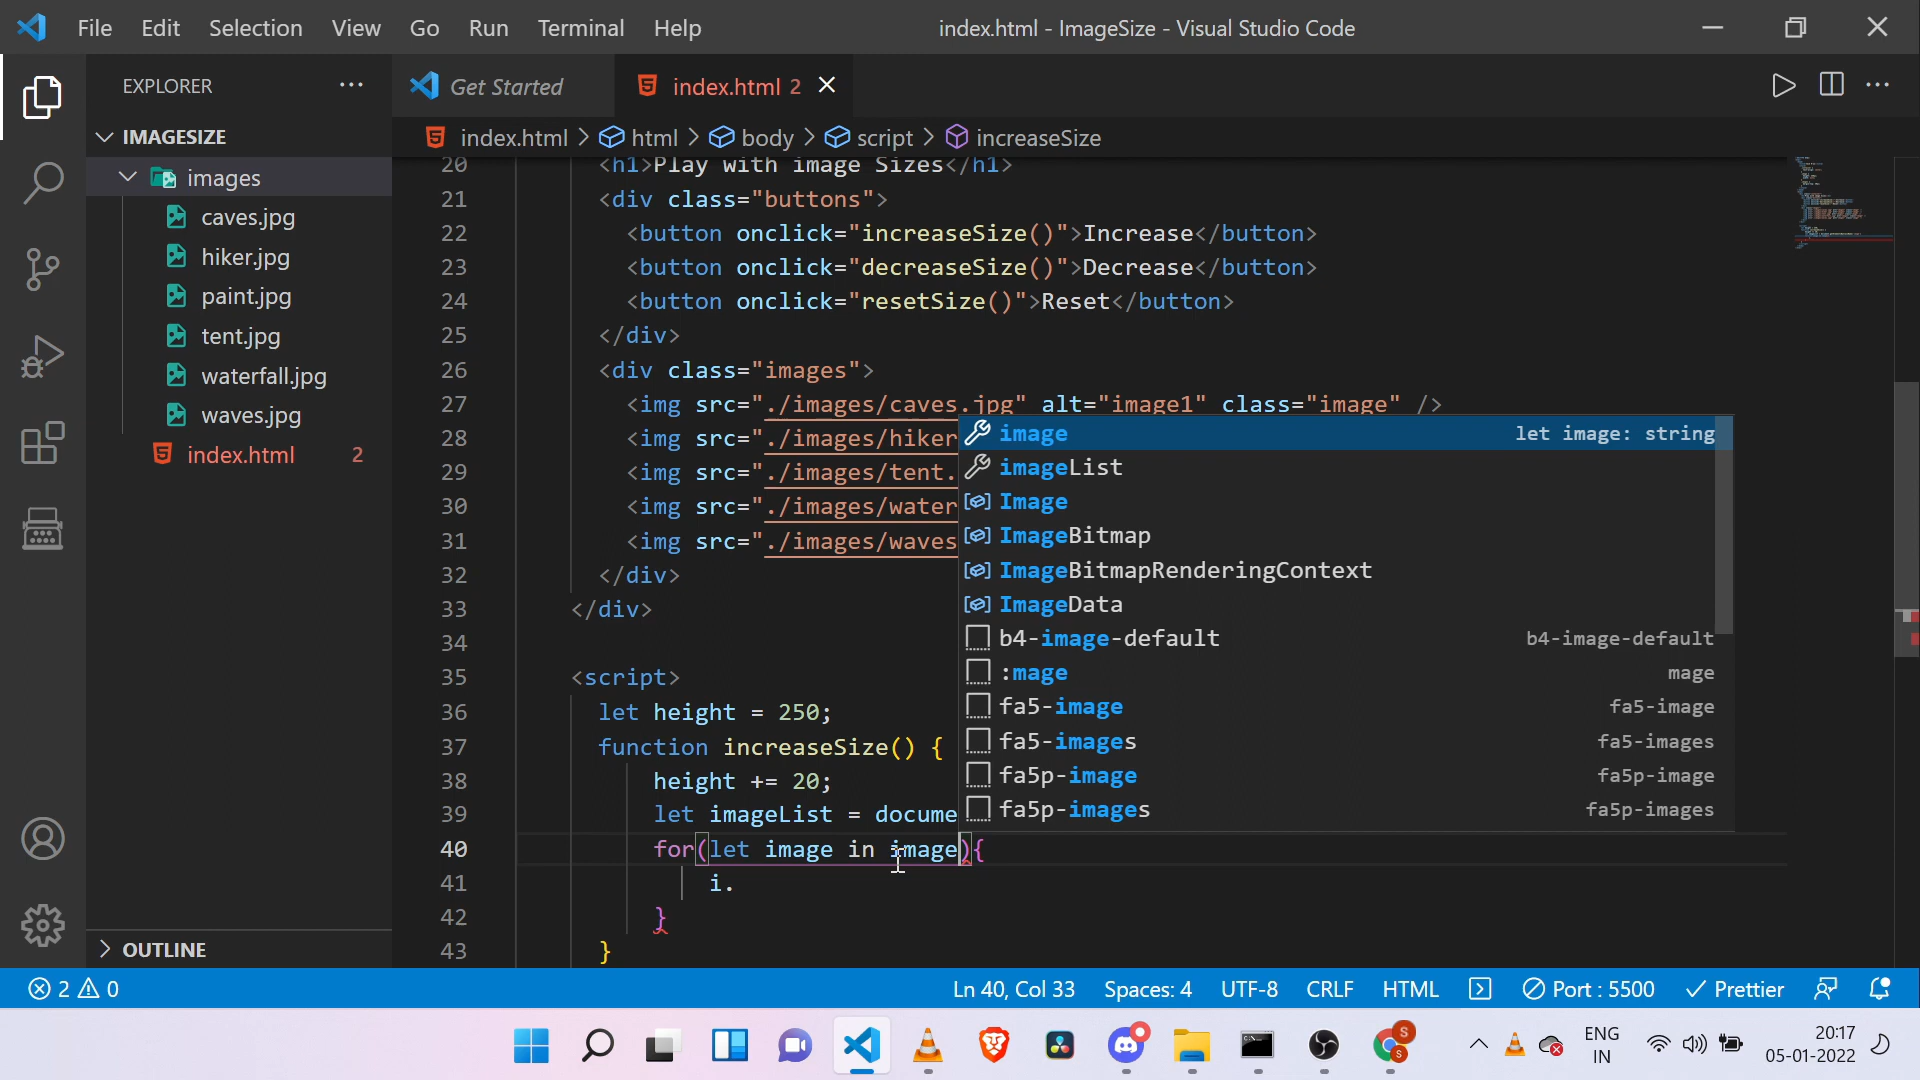 File Edit Selection View Go Run Terminal Help
index.html - ImageSize - Visual Studio Code
EXPLORER
Get Started
index.html 2
IMAGESIZE
index.html > html > body > script > increaseSize
images
caves.jpg
hiker.jpg
paint.jpg
tent.jpg
waterfall.jpg
waves.jpg
index.html 2
OUTLINE
20 <h1>Play with image Sizes</h1>
21 <div class="buttons">
22 <button onclick="increaseSize()">Increase</button>
23 <button onclick="decreaseSize()">Decrease</button>
24 <button onclick="resetSize()">Reset</button>
25 </div>
26 <div class="images">
27 <img src="./images/caves.jpg" alt="image1" class="image" />
28 <img src="./images/hiker
29 <img src="./images/tent.
30 <img src="./images/water
31 <img src="./images/waves
32 </div>
33 </div>
34
35 <script>
36 let height = 250;
37 function increaseSize() {
38 height += 20;
39 let imageList = docume
40 for(let image in image){
41 i.
42 }
43 }
image let image: string
imageList
Image
ImageBitmap
ImageBitmapRenderingContext
ImageData
b4-image-default b4-image-default
:mage mage
fa5-image fa5-image
fa5-images fa5-images
fa5p-image fa5p-image
fa5p-images fa5p-images
2 0
Ln 40, Col 33 Spaces: 4 UTF-8 CRLF HTML Port : 5500 Prettier
ENG
IN
20:17
05-01-2022